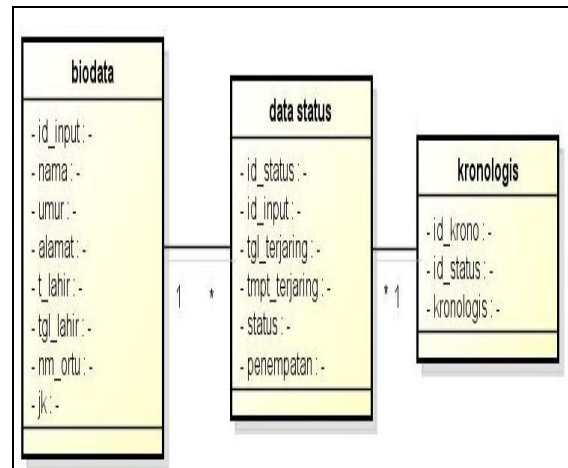 biodata
- id_input : -
- nama : -
- umur : -
- alamat : -
- t_lahir : -
- tgl_lahir : -
- nm_ortu : -
- jk : -
1 *
data status
- id_status : -
- id_input : -
- tgl_terjaring : -
- tmpt_terjaring : -
- status : -
- penempatan : -
* 1
kronologis
- id_krono : -
- id_status : -
- kronologis : -